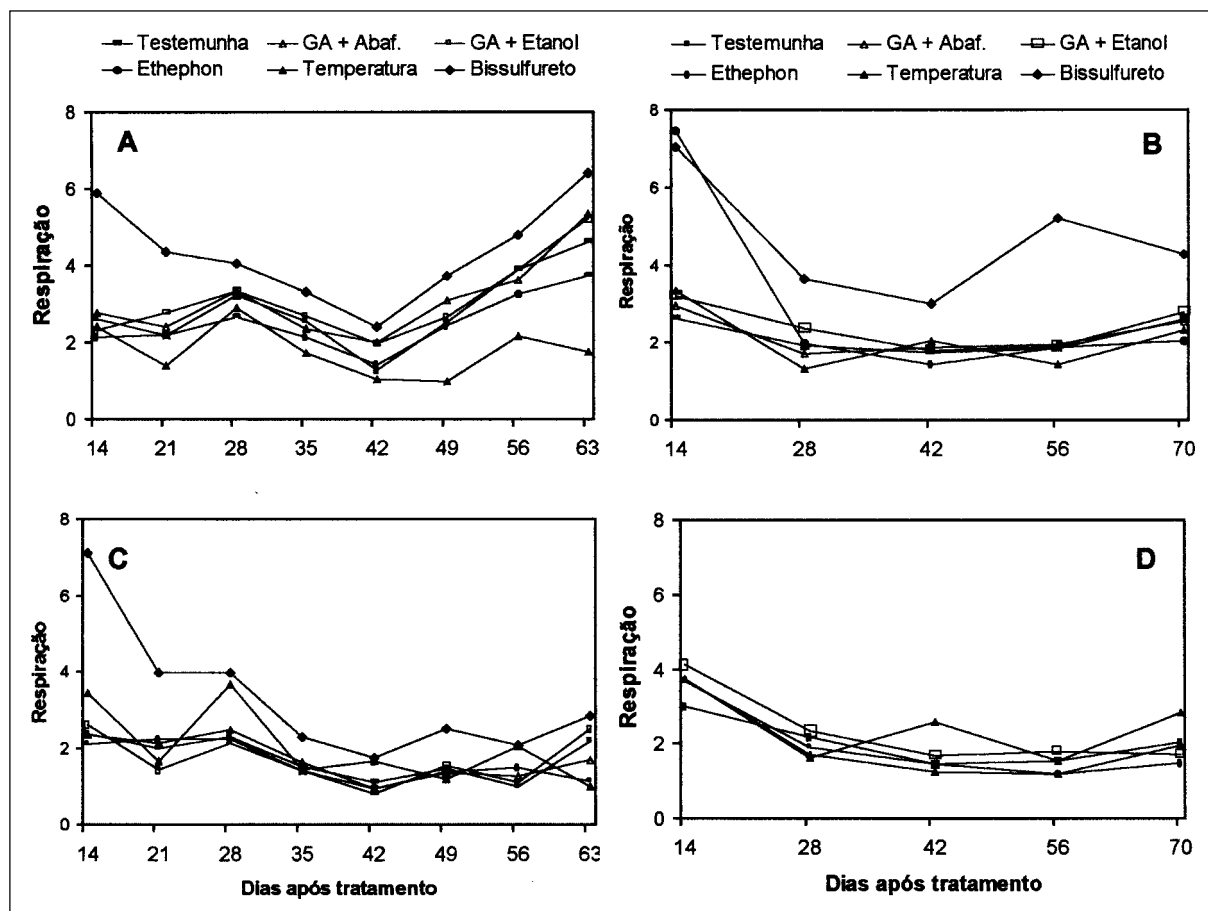 Testemunha GA + Abaf. GA + Etanol
Ethephon Temperatura Bissulfureto
Testemunha GA + Abaf. GA + Etanol
Ethephon Temperatura Bissulfureto
A
Respiração
8
6
4
2
0
14 21 28 35 42 49 56 63
B
Respiração
8
6
4
2
0
14 28 42 56 70
C
Respiração
8
6
4
2
0
14 21 28 35 42 49 56 63
Dias após tratamento
D
Respiração
8
6
4
2
0
14 28 42 56 70
Dias após tratamento